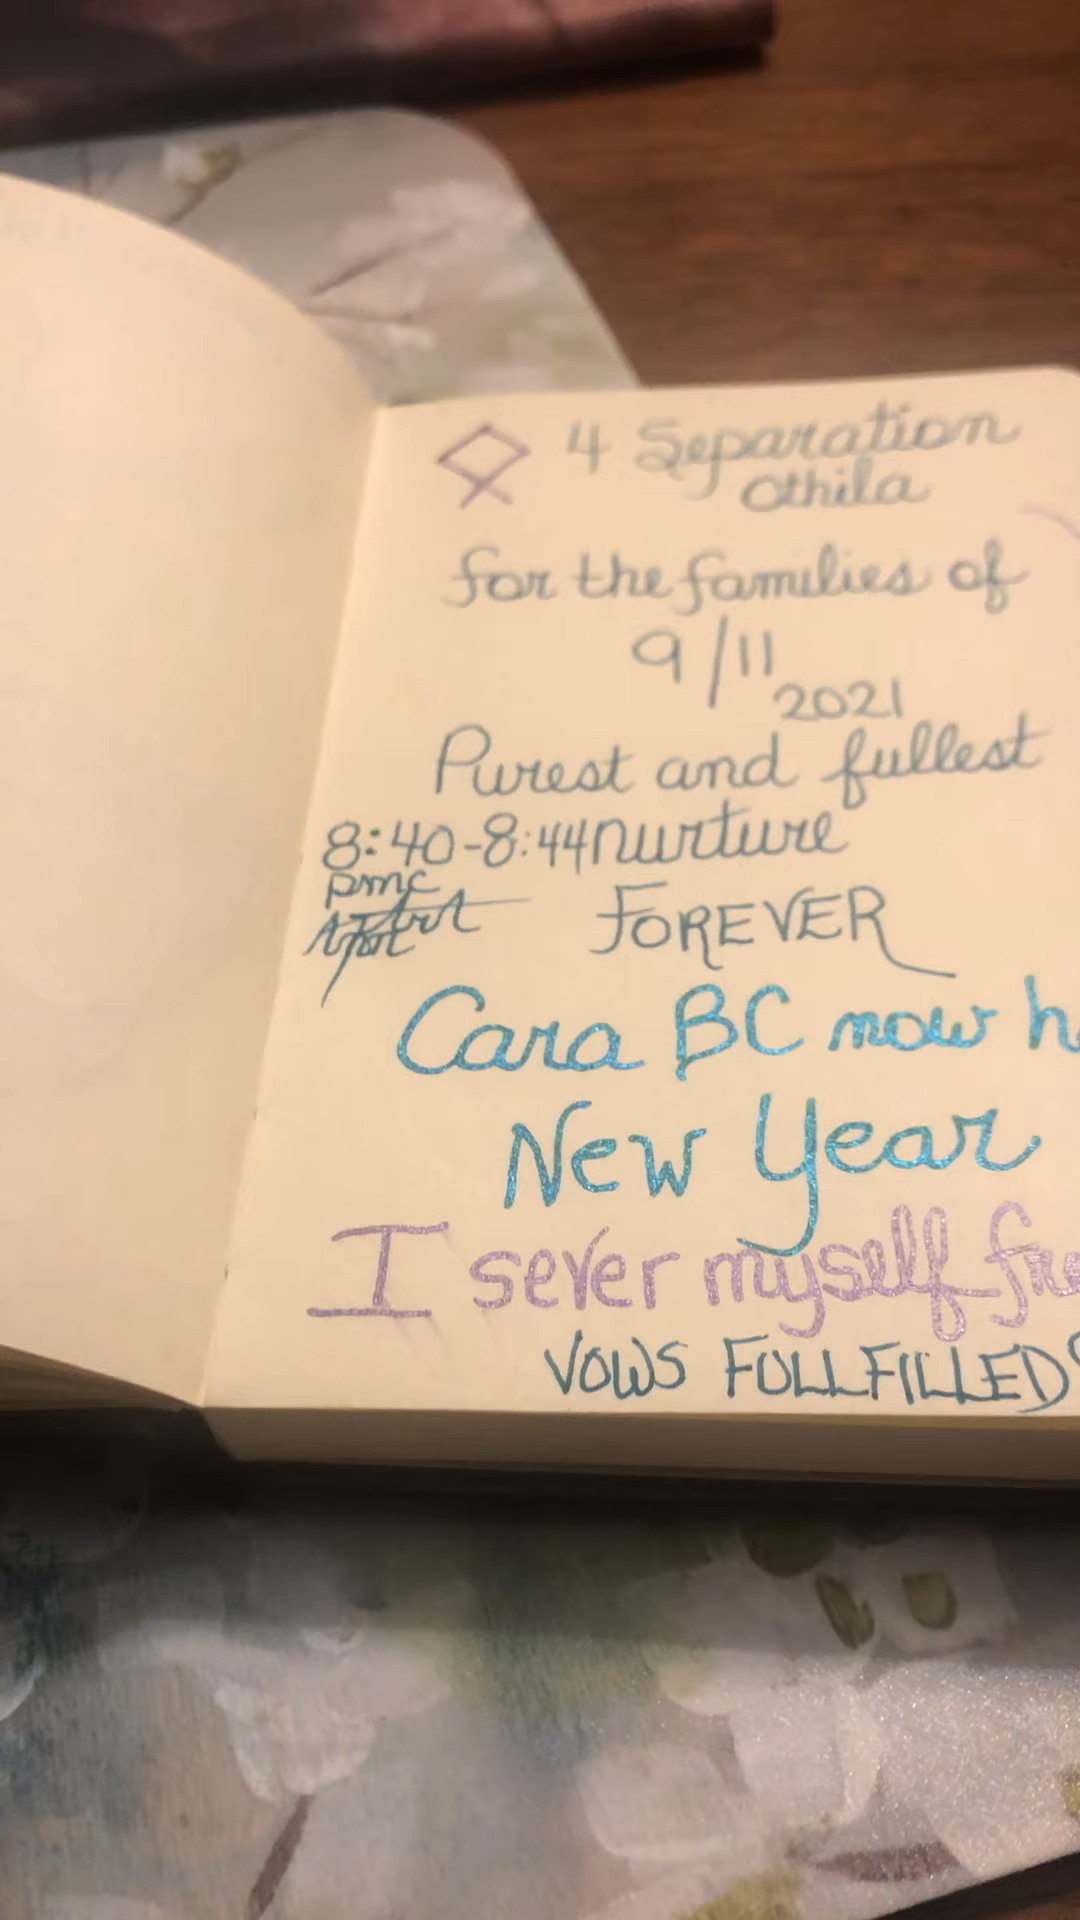 4 Separation
Othila
for the families of
9/11
2021
Purest and fullest
8:40-8:44 nurture
pmc
FOREVER
Cara BC now
New Year
I sever myself
VOWS FULLFILLED